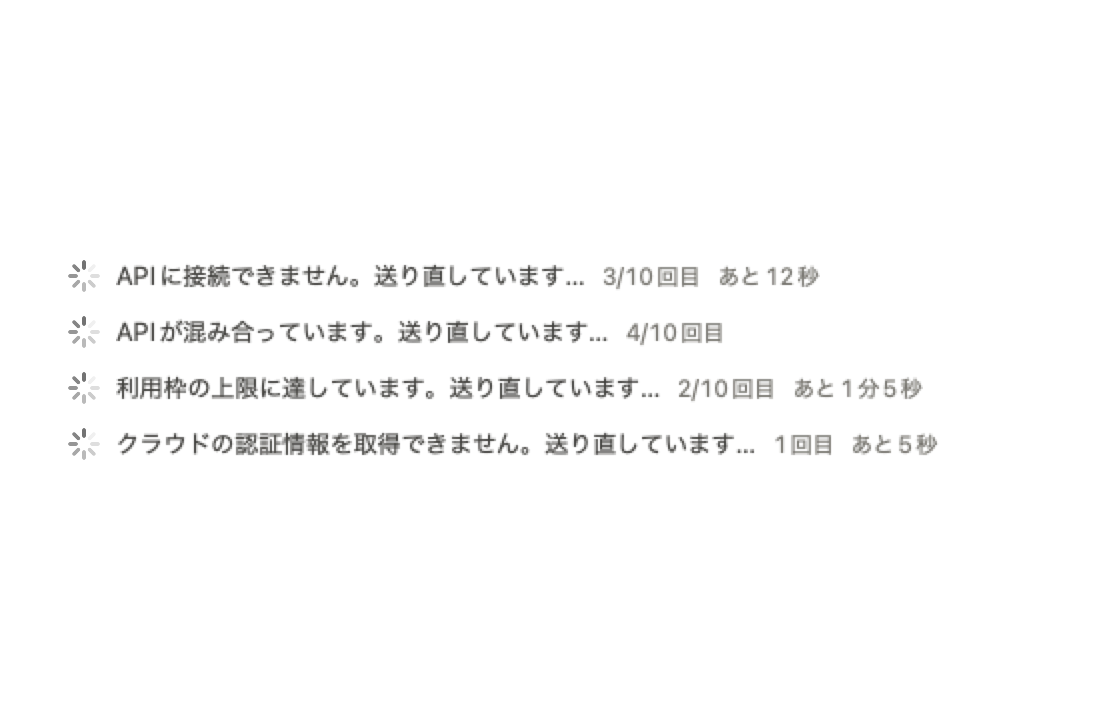 APIに接続できません。送り直しています... 3/10回目 あと12秒
APIが混み合っています。送り直しています... 4/10回目
利用枠の上限に達しています。送り直しています... 2/10回目 あと1分5秒
クラウドの認証情報を取得できません。送り直しています... 1回目 あと5秒